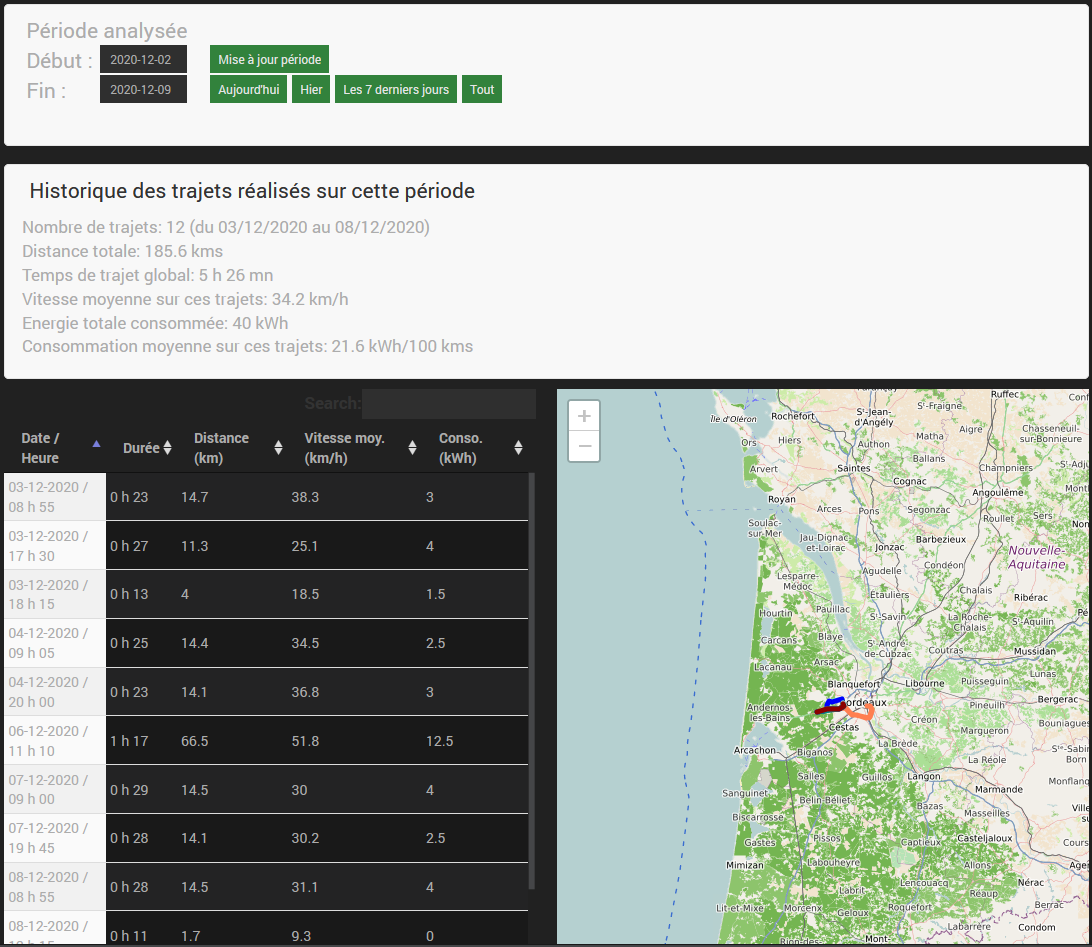 Période analysée
Début : 2020-12-02 Mise à jour période
Fin : 2020-12-09 Aujourd'hui Hier Les 7 derniers jours Tout
Historique des trajets réalisés sur cette période
Nombre de trajets: 12 (du 03/12/2020 au 08/12/2020)
Distance totale: 185.6 kms
Temps de trajet global: 5 h 26 mn
Vitesse moyenne sur ces trajets: 34.2 km/h
Energie totale consommée: 40 kWh
Consommation moyenne sur ces trajets: 21.6 kWh/100 kms
Search:
Date / Heure Durée Distance (km) Vitesse moy. (km/h) Conso. (kWh)
03-12-2020 / 08 h 55 0 h 23 14.7 38.3 3
03-12-2020 / 17 h 30 0 h 27 11.3 25.1 4
03-12-2020 / 18 h 15 0 h 13 4 18.5 1.5
04-12-2020 / 09 h 05 0 h 25 14.4 34.5 2.5
04-12-2020 / 20 h 00 0 h 23 14.1 36.8 3
06-12-2020 / 11 h 10 1 h 17 66.5 51.8 12.5
07-12-2020 / 09 h 00 0 h 29 14.5 30 4
07-12-2020 / 19 h 45 0 h 28 14.1 30.2 2.5
08-12-2020 / 08 h 55 0 h 28 14.5 31.1 4
08-12-2020 / 0 h 11 1.7 9.3 0
+
−
Ruffec
Île d'Oléron
Rochefort
St-Jean-d'Angély
St-Fraigne
Chasseneuil-sur-Bonnieure
Ors
Hiers
Authon
Matha
Aigre
Ballans
Arvert
Saintes
Champniers
Cognac
Royan
Angoulême
Arces
Pons
Segonzac
Roullet
Sers
Soulac-sur-Mer
Jau-Dignac-et-Loirac
Jonzac
Barbezieux
Nouvelle-Aquitaine
Condéon
Lesparre-Médoc
Agudelle
Étauliers
Chalais
Ribérac
Hourtin
Pauillac
St-Savin
La Roche-Chalais
St-Aquilin
Carcans
Blaye
St-André-de-Cubzac
Coutras
Mussidan
Lacanau
Arsac
Lunas
Blanquefort
Libourne
Puisseguin
Bergerac
Andernos-les-Bains
ordeaux
Pineuilh
Créon
Bouniagues
Cestas
Margueron
La Brède
Arcachon
Biganos
La Réole
Salles
Guillos
Langon
Marmande
Sanguinet
Belin-Béliet
Bazas
Masseilles
Biscarrosse
Gastes
Pissos
Captieux
Casteljaloux
Mimizan
Labouheyre
Allons
Lencouacq
Nérac
Réaup
Labrit
Lit-et-Mixe
Morcenx
Geloux
Roquefort
Berrac
Labarrère
Condom
Rion-des-
Mont-